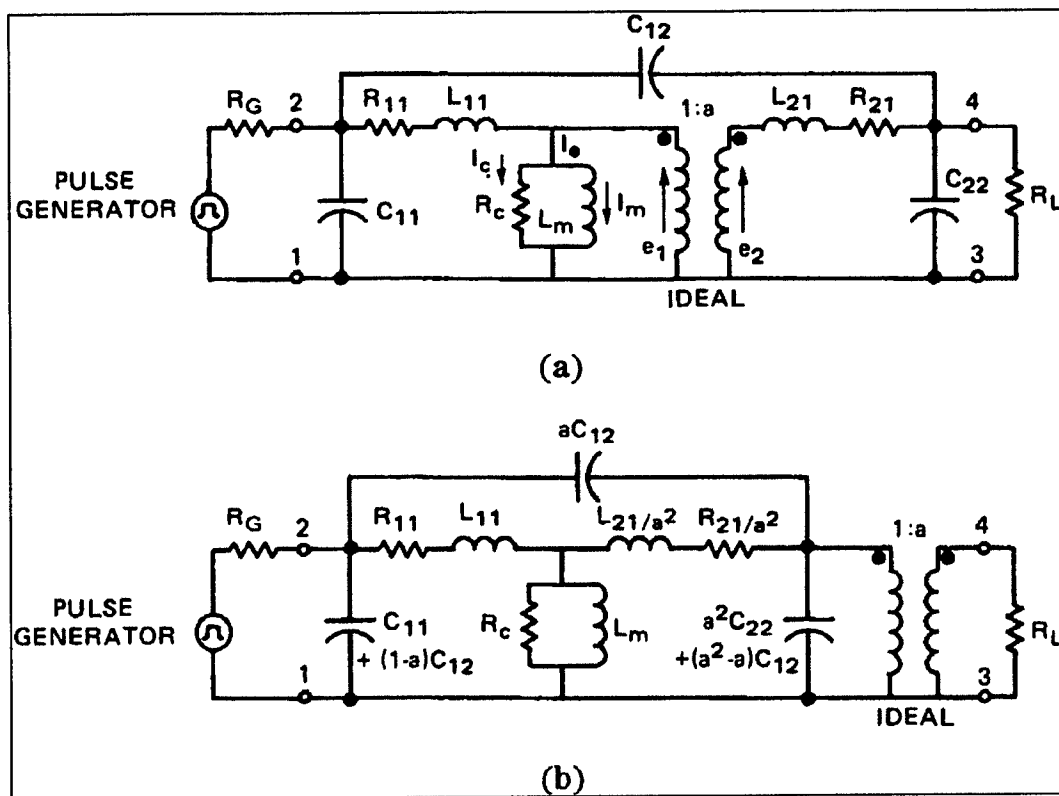 C12
RG 2 R11 L11 1:a L21 R21 4
Ie
Ic
PULSE
GENERATOR
C11 Rc Lm Im e1 e2 C22 RL
1 3
IDEAL
(a)
aC12
RG 2 R11 L11 L21/a² R21/a² 1:a 4
PULSE
GENERATOR
C11
+ (1-a)C12
Rc Lm
a²C22
+(a²-a)C12
RL
1 3
IDEAL
(b)